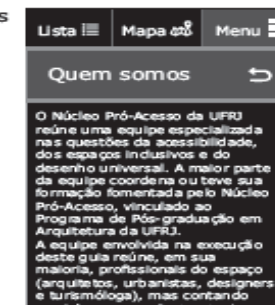 s
Lista Mapa Menu
Quem somos
O Núcleo Pró-Acesso da UFRJ
reúne uma equipe especializada
nas questões da acessibilidade,
dos espaços inclusivos e do
desenho universal. A maior parte
da equipe coordena ou teve sua
formação fomentada pelo Núcleo
Pró-Acesso, vinculado ao
Programa de Pós-graduação em
Arquitetura da UFRJ.
A equipe envolvida na execução
deste guia reúne, em sua
maioria, profissionais do espaço
(arquitetos, urbanistas, designers
e turismóloga), mas contando